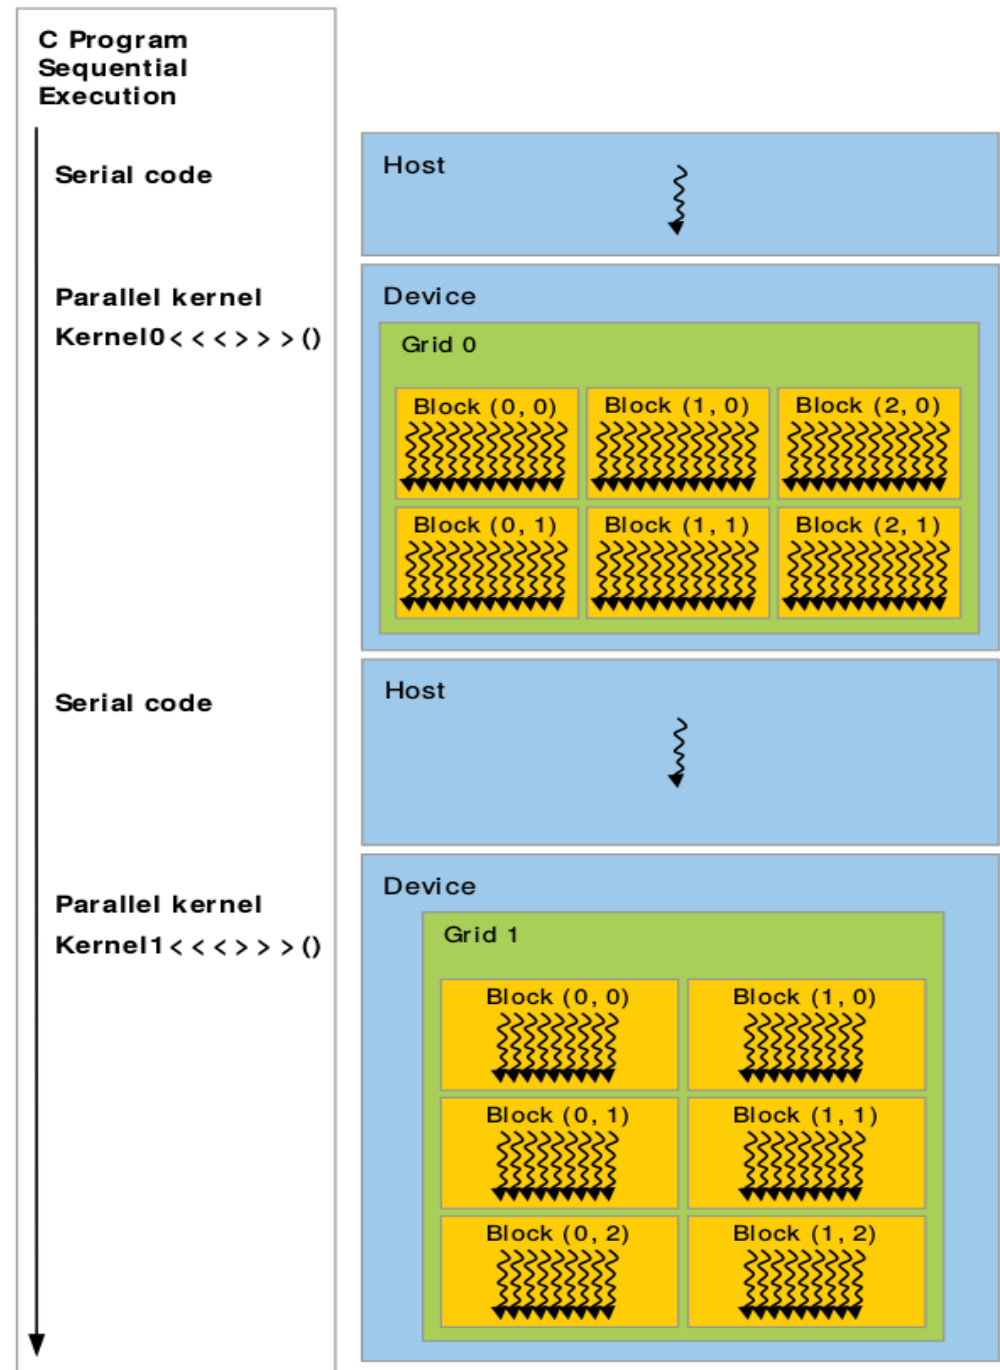 C Program
Sequential
Execution
Serial code
Host
Parallel kernel
Kernel0<<<>>>()
Device
Grid 0
Block (0, 0)
Block (1, 0)
Block (2, 0)
Block (0, 1)
Block (1, 1)
Block (2, 1)
Serial code
Host
Parallel kernel
Kernel1<<<>>>()
Device
Grid 1
Block (0, 0)
Block (1, 0)
Block (0, 1)
Block (1, 1)
Block (0, 2)
Block (1, 2)